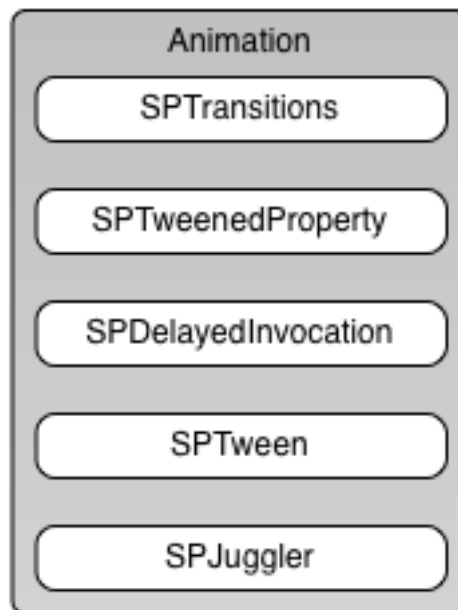 Animation
SPTransitions
SPTweenedProperty
SPDelayedInvocation
SPTween
SPJuggler